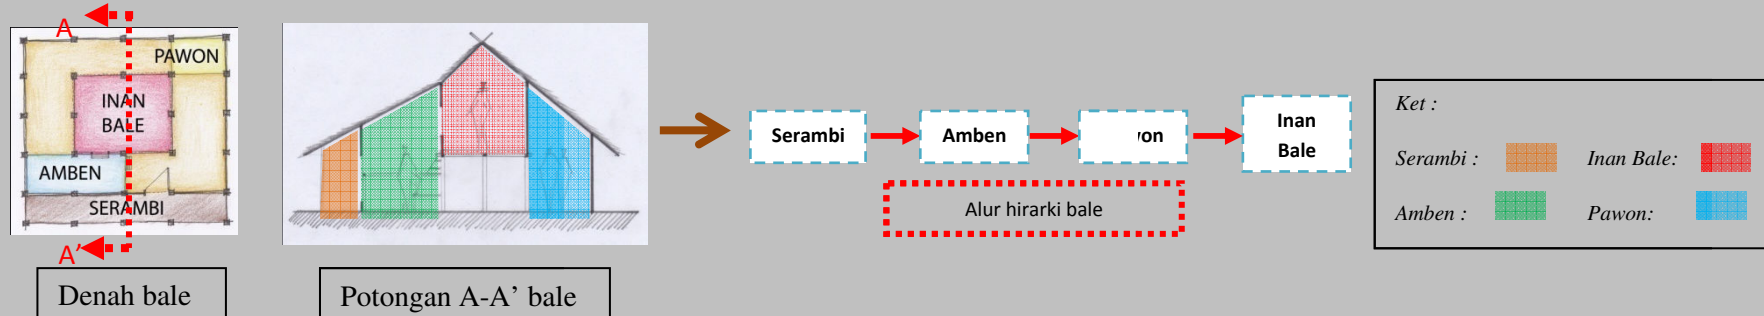 A
PAWON
INAN
BALE
AMBEN
SERAMBI
A'
Denah bale
Potongan A-A’ bale
Serambi
Amben
von
Inan
Bale
Alur hirarki bale
Ket :
Serambi :
Inan Bale:
Amben :
Pawon: